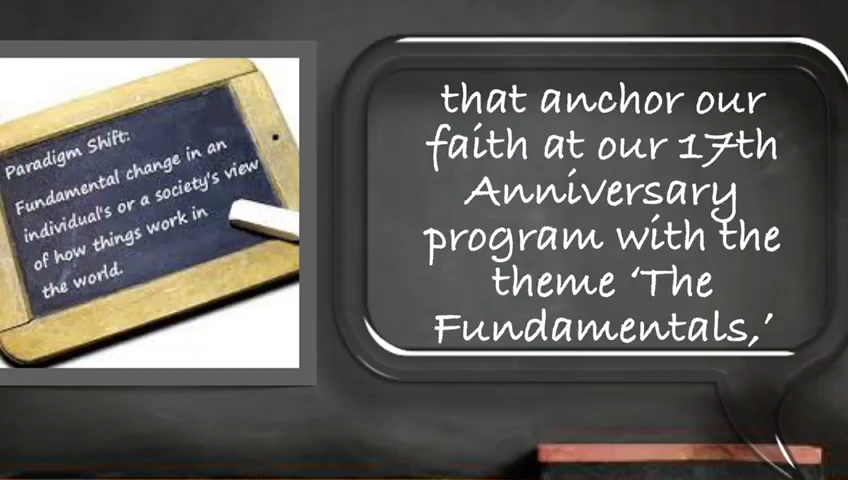 Paradigm Shift:
Fundamental change in an
individual's or a society's view
of how things work in
the world.
that anchor our
faith at our 17th
Anniversary
program with the
theme ‘The
Fundamentals,’